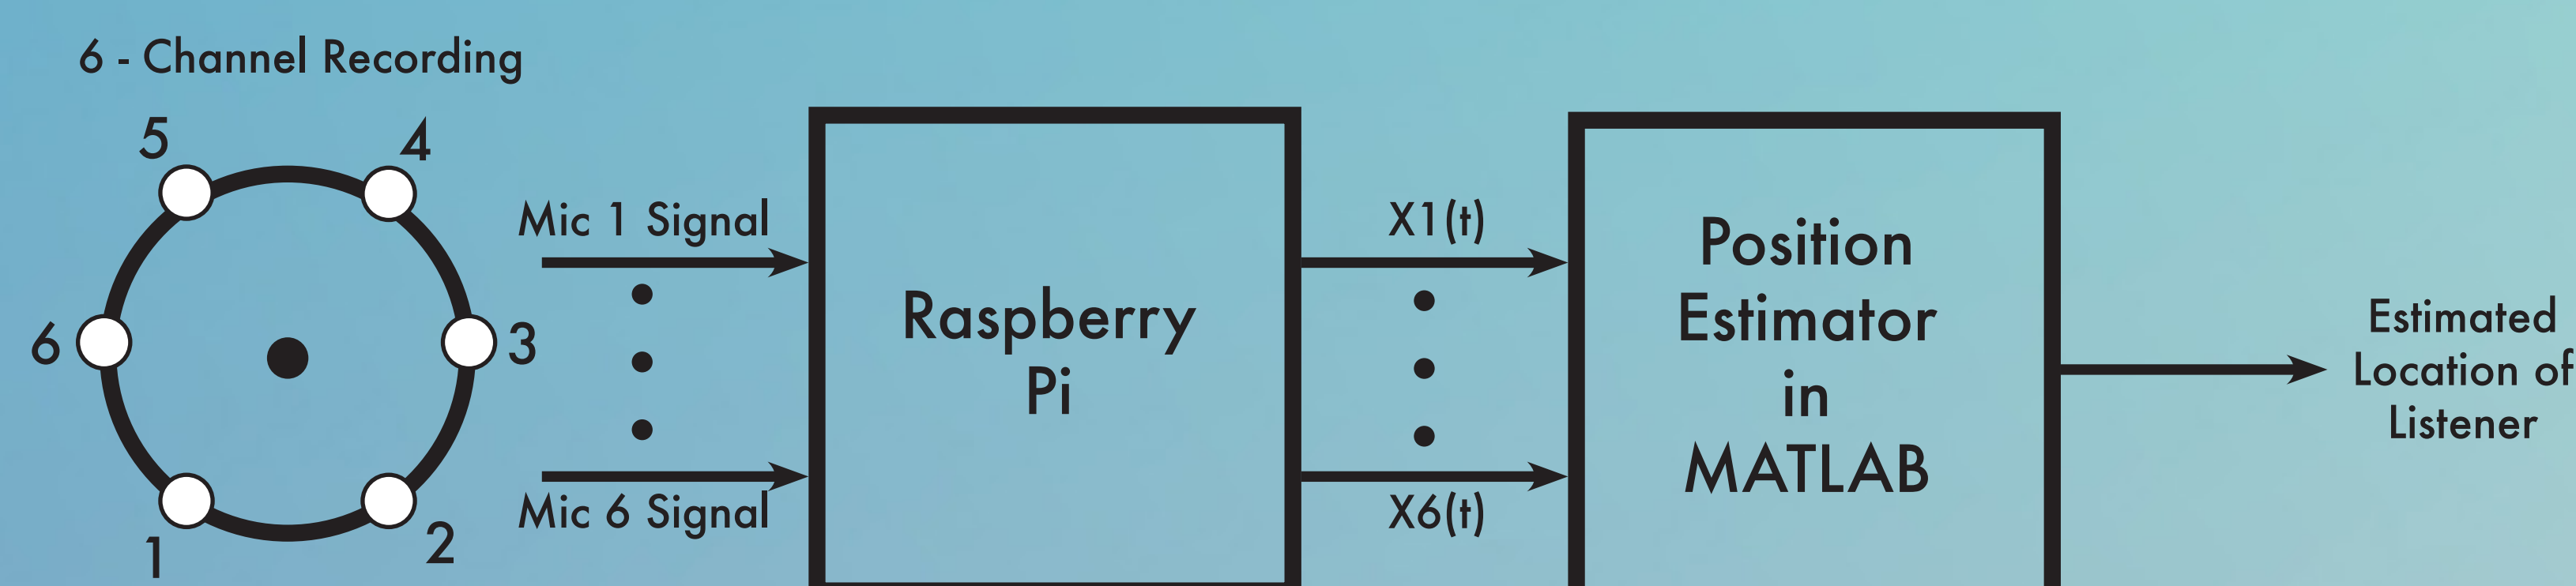 6 - Channel Recording
5
4
6
3
1
2
Mic 1 Signal
Mic 6 Signal
Raspberry
Pi
X1(t)
X6(t)
Position
Estimator
in
MATLAB
Estimated
Location of
Listener